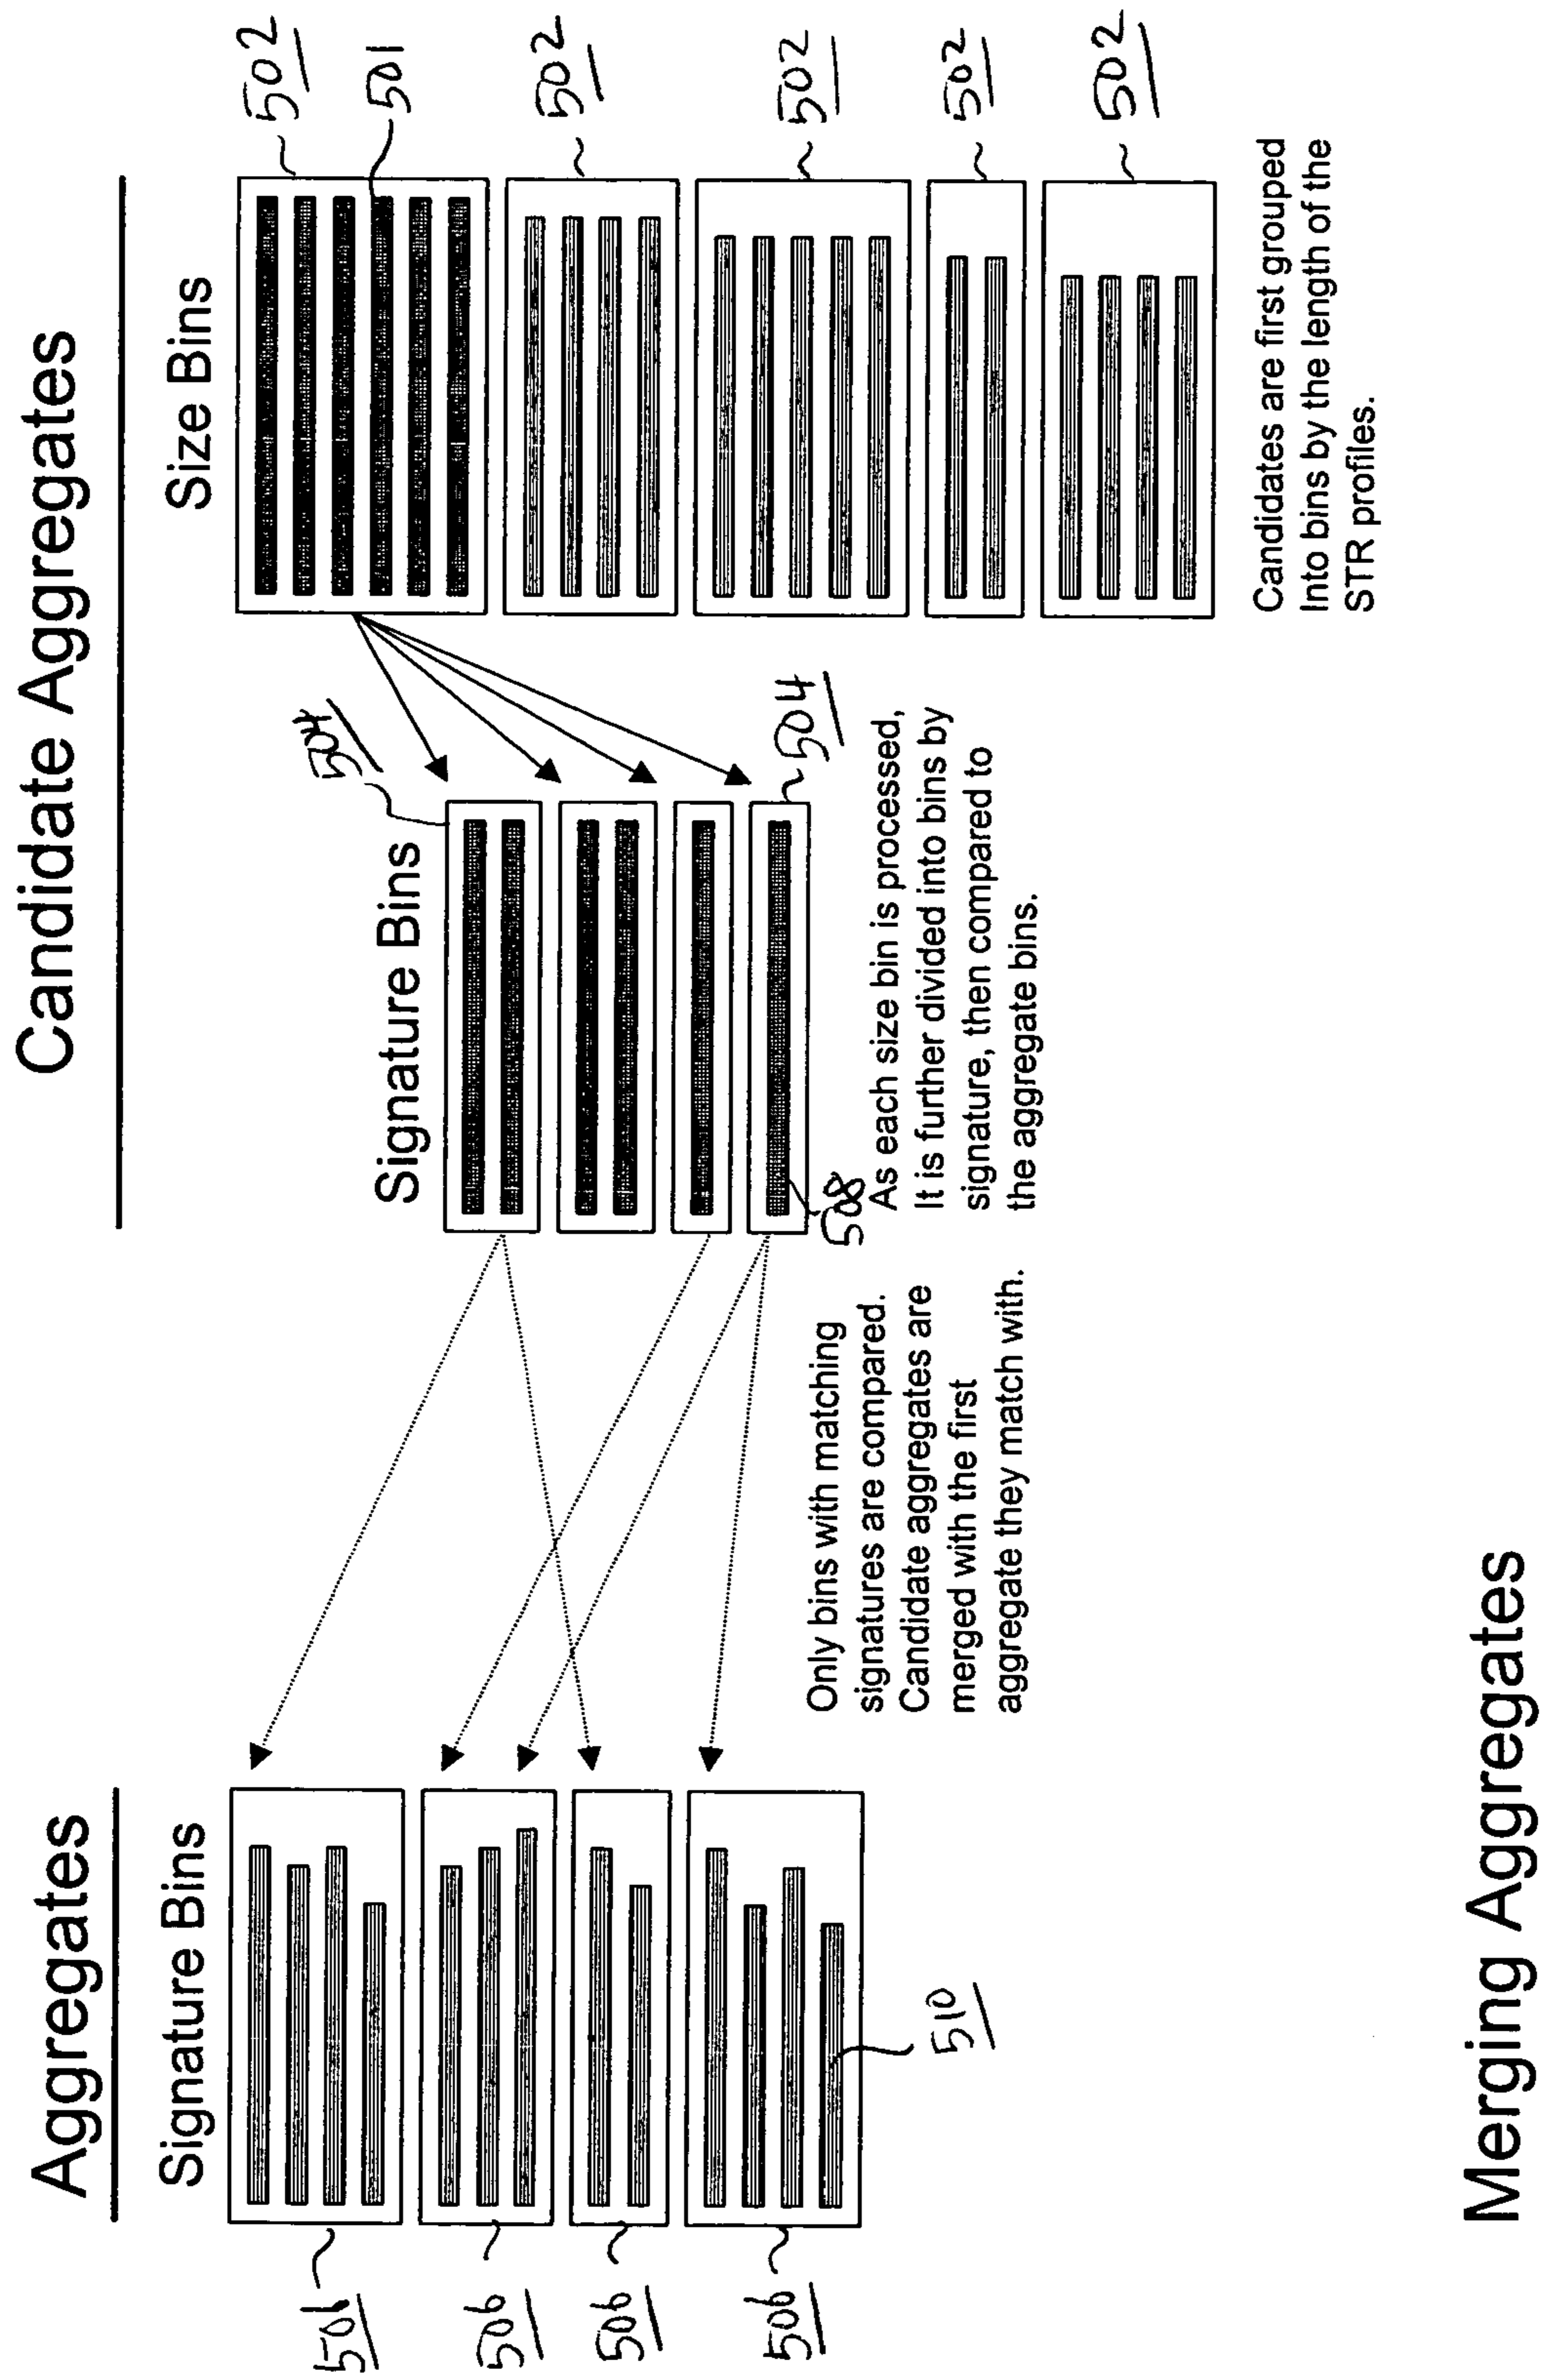 Aggregates
Signature Bins
506
506
506
506
510
Only bins with matching
signatures are compared.
Candidate aggregates are
merged with the first
aggregate they match with.
Candidate Aggregates
Signature Bins
504
504
508
As each size bin is processed,
It is further divided into bins by
signature, then compared to
the aggregate bins.
Size Bins
502
501
502
502
502
502
Candidates are first grouped
Into bins by the length of the
STR profiles.
Merging Aggregates